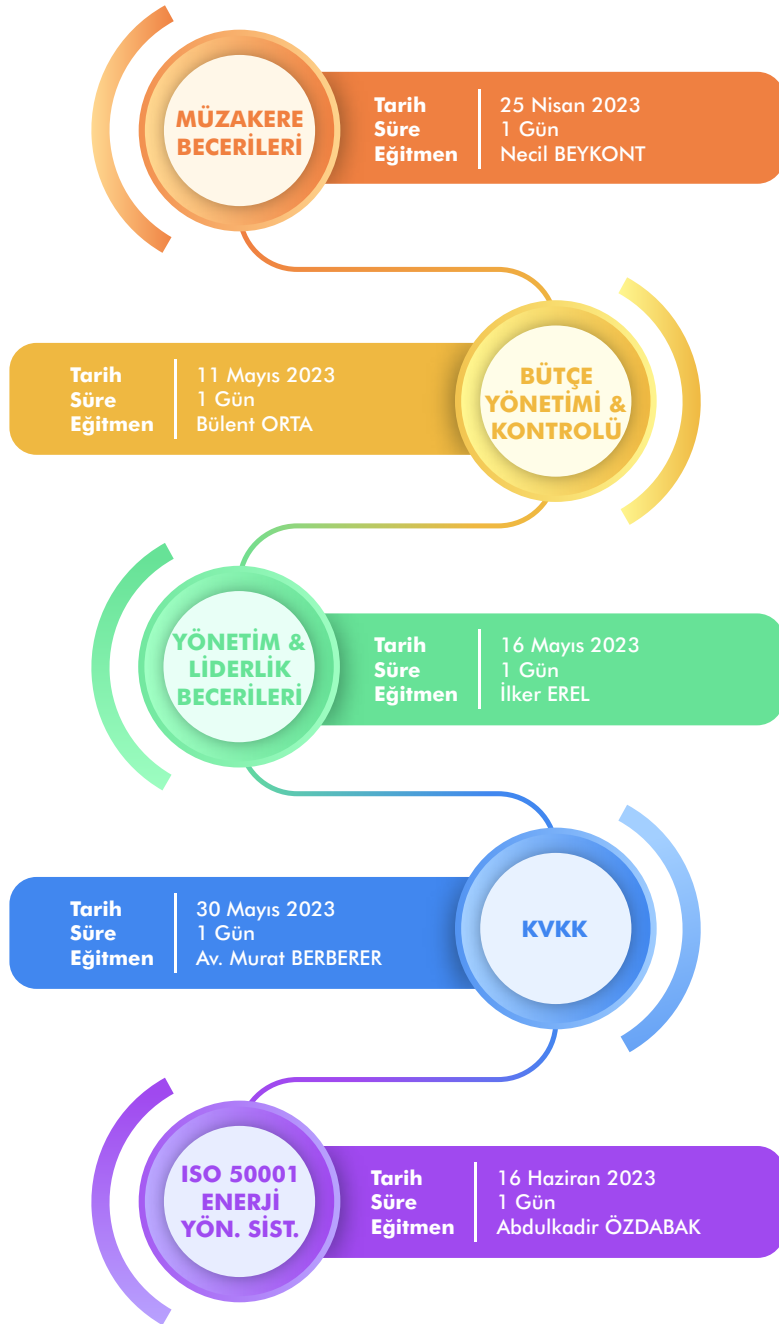 MÜZAKERE
BECERİLERİ
Tarih 25 Nisan 2023
Süre 1 Gün
Eğitmen Necil BEYKONT
Tarih 11 Mayıs 2023
Süre 1 Gün
Eğitmen Bülent ORTA
BÜTÇE
YÖNETİMİ &
KONTROLÜ
YÖNETİM &
LİDERLİK
BECERİLERİ
Tarih 16 Mayıs 2023
Süre 1 Gün
Eğitmen İlker EREL
Tarih 30 Mayıs 2023
Süre 1 Gün
Eğitmen Av. Murat BERBERER
KVKK
ISO 50001
ENERJİ
YÖN. SİST.
Tarih 16 Haziran 2023
Süre 1 Gün
Eğitmen Abdulkadir ÖZDABAK